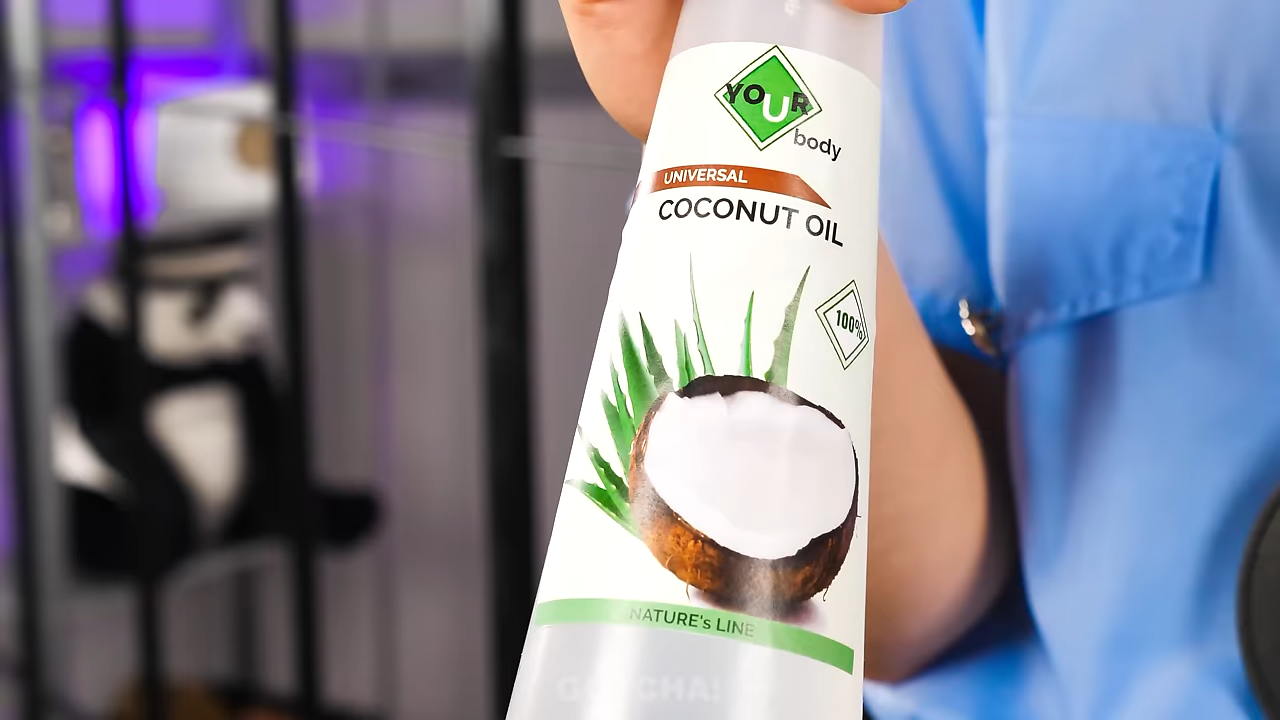 YOUR
body
UNIVERSAL
COCONUT OIL
100%
NATURE's LINE